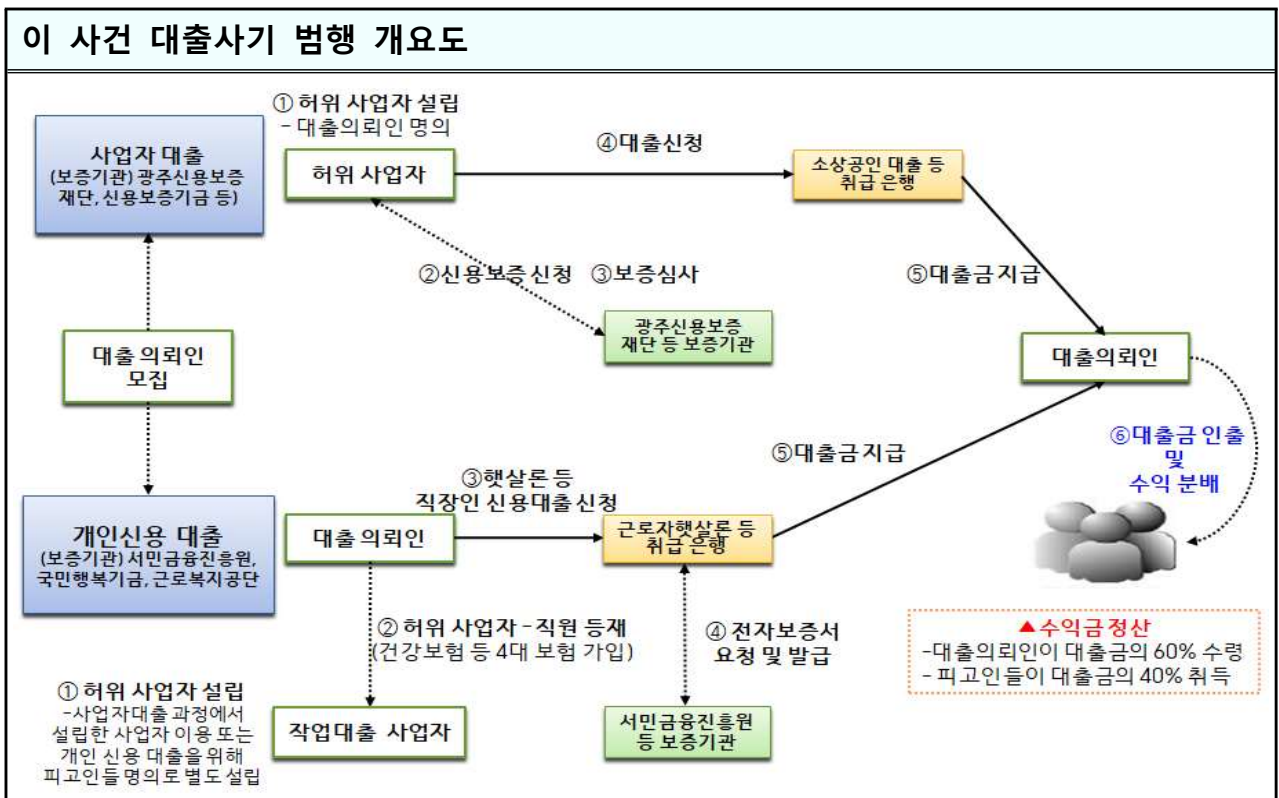 이 사건 대출사기 범행 개요도
① 허위 사업자 설립
- 대출의뢰인 명의
사업자 대출
(보증기관) 광주신용보증
재단, 신용보증기금 등)
허위 사업자
④대출신청
소상공인 대출 등
취급 은행
②신용보증 신청 ③보증심사
⑤대출금 지급
광주신용보증
재단 등 보증기관
대출 의뢰인
모집
대출의뢰인
⑥대출금 인출
및
수익 분배
⑤대출금 지급
③햇살론 등
직장인 신용대출 신청
개인신용 대출
(보증기관) 서민금융진흥원,
국민행복기금, 근로복지공단
대출 의뢰인
근로자햇살론 등
취급 은행
② 허위 사업자 - 직원 등재
(건강보험 등 4대 보험 가입)
④ 전자보증서
요청 및 발급
▲수익금정산
-대출의뢰인이 대출금의 60% 수령
- 피고인들이 대출금의 40% 취득
① 허위 사업자 설립
-사업자대출 과정에서
설립한 사업자 이용 또는
개인 신용 대출을 위해
피고인들 명의로 별도 설립
작업대출 사업자
서민금융진흥원
등 보증기관